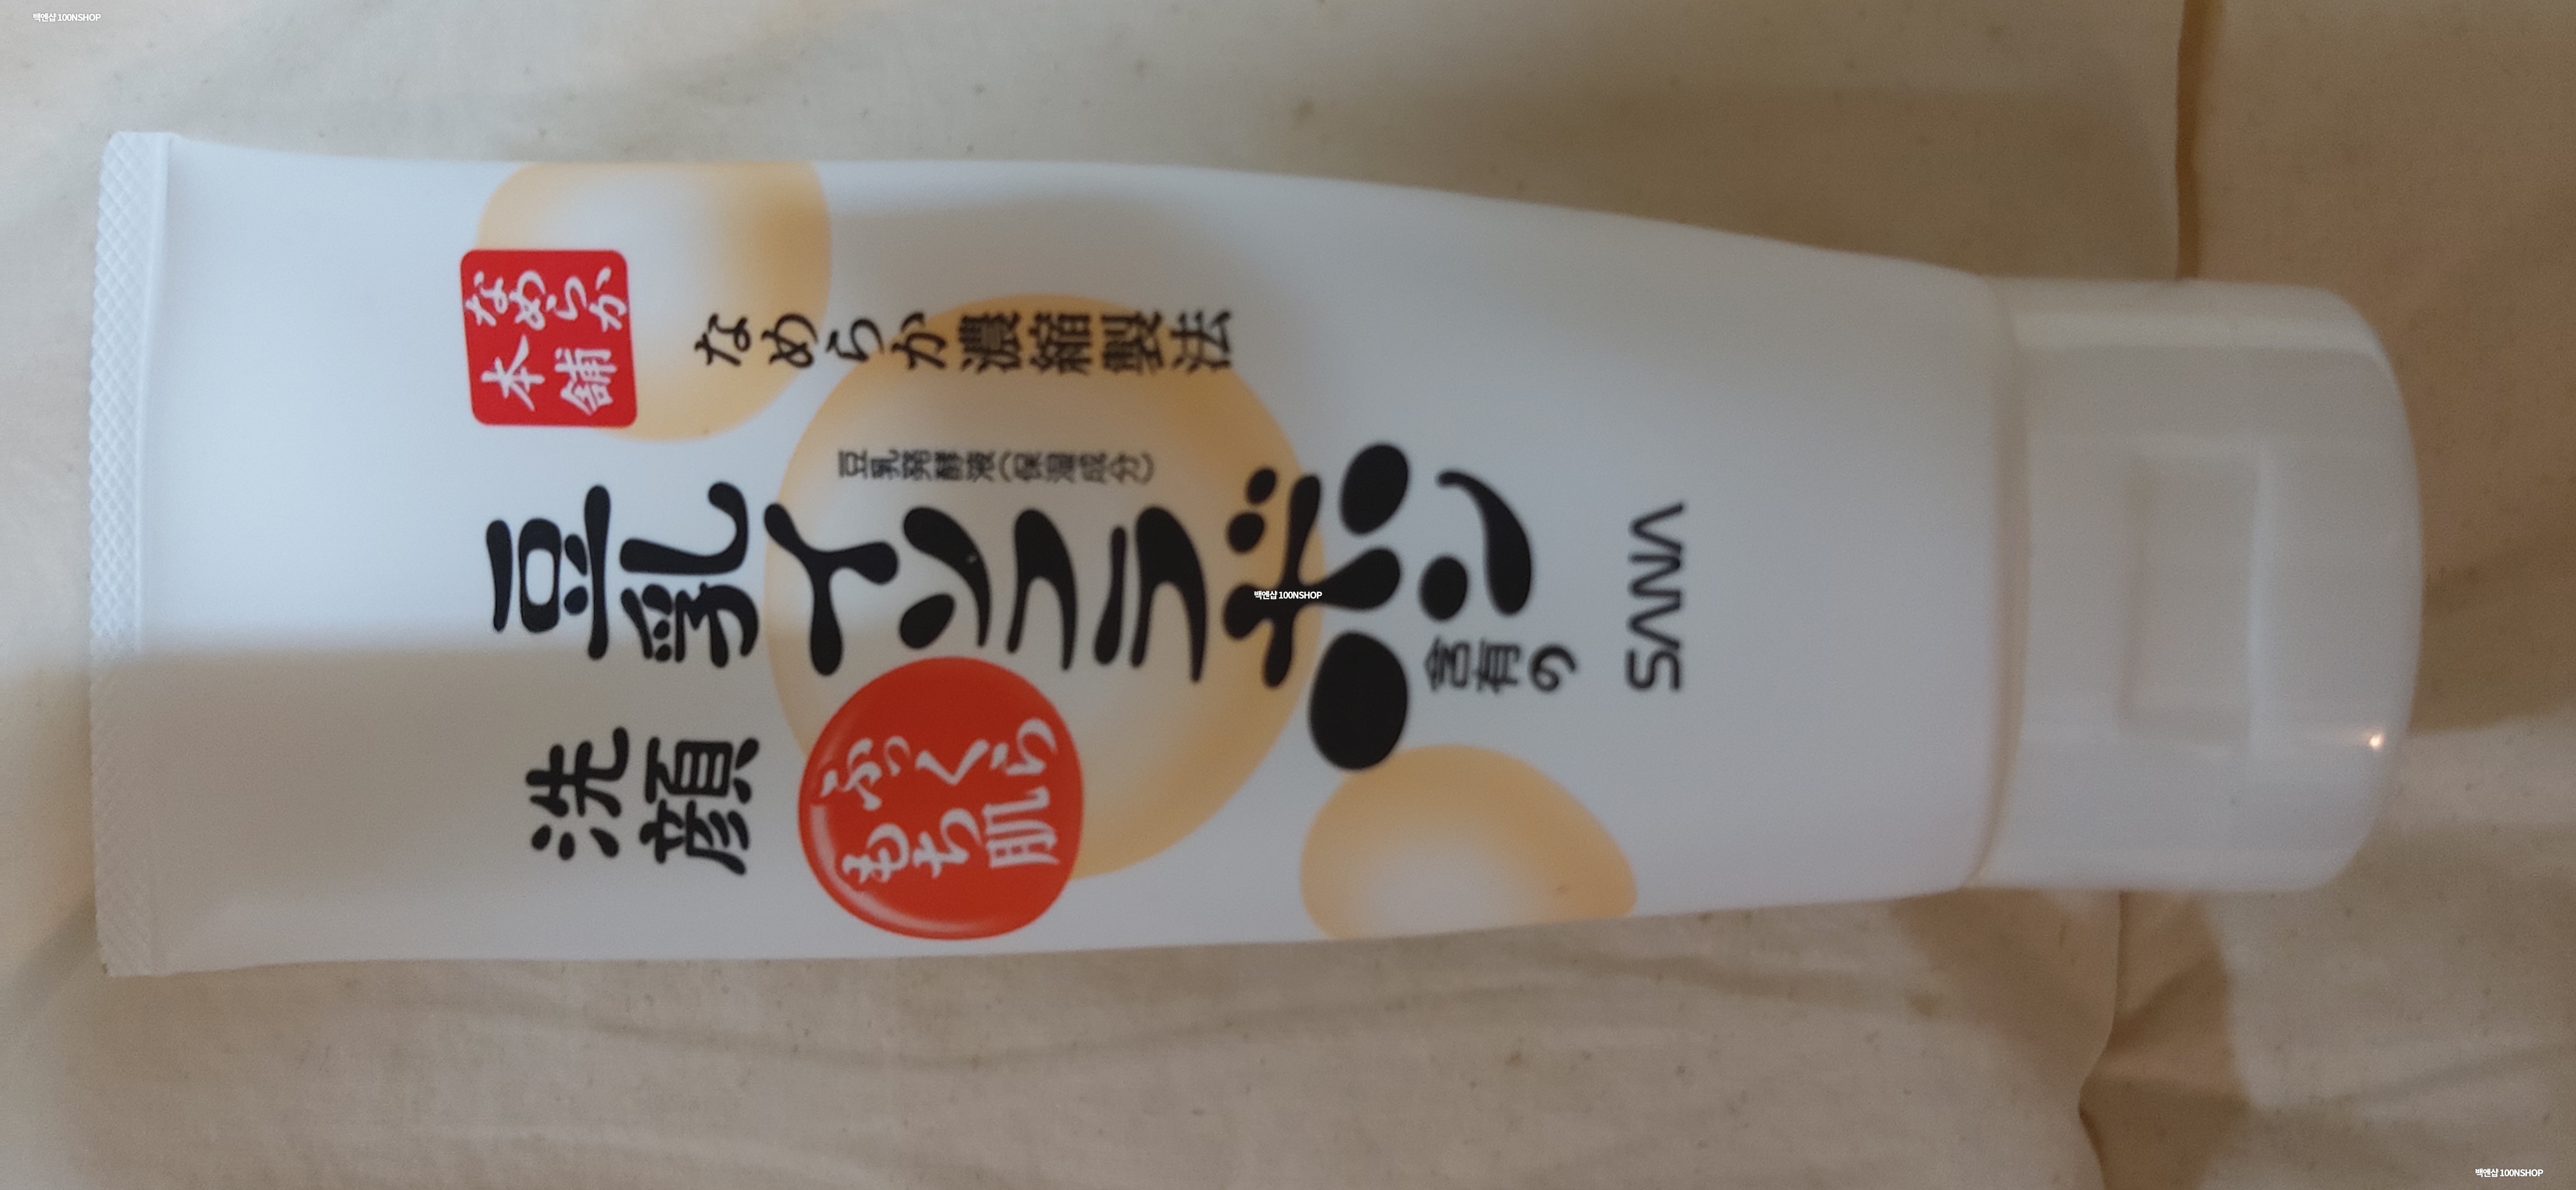 백앤샵 100NSHOP
なめらか
本舗
なめらか濃縮製法
豆乳発酵液(保湿成分)
豆乳イソフラボン
含有の
洗顔
ふっくら
もち肌
SANA
백앤샵 100NSHOP
백앤샵 100NSHOP